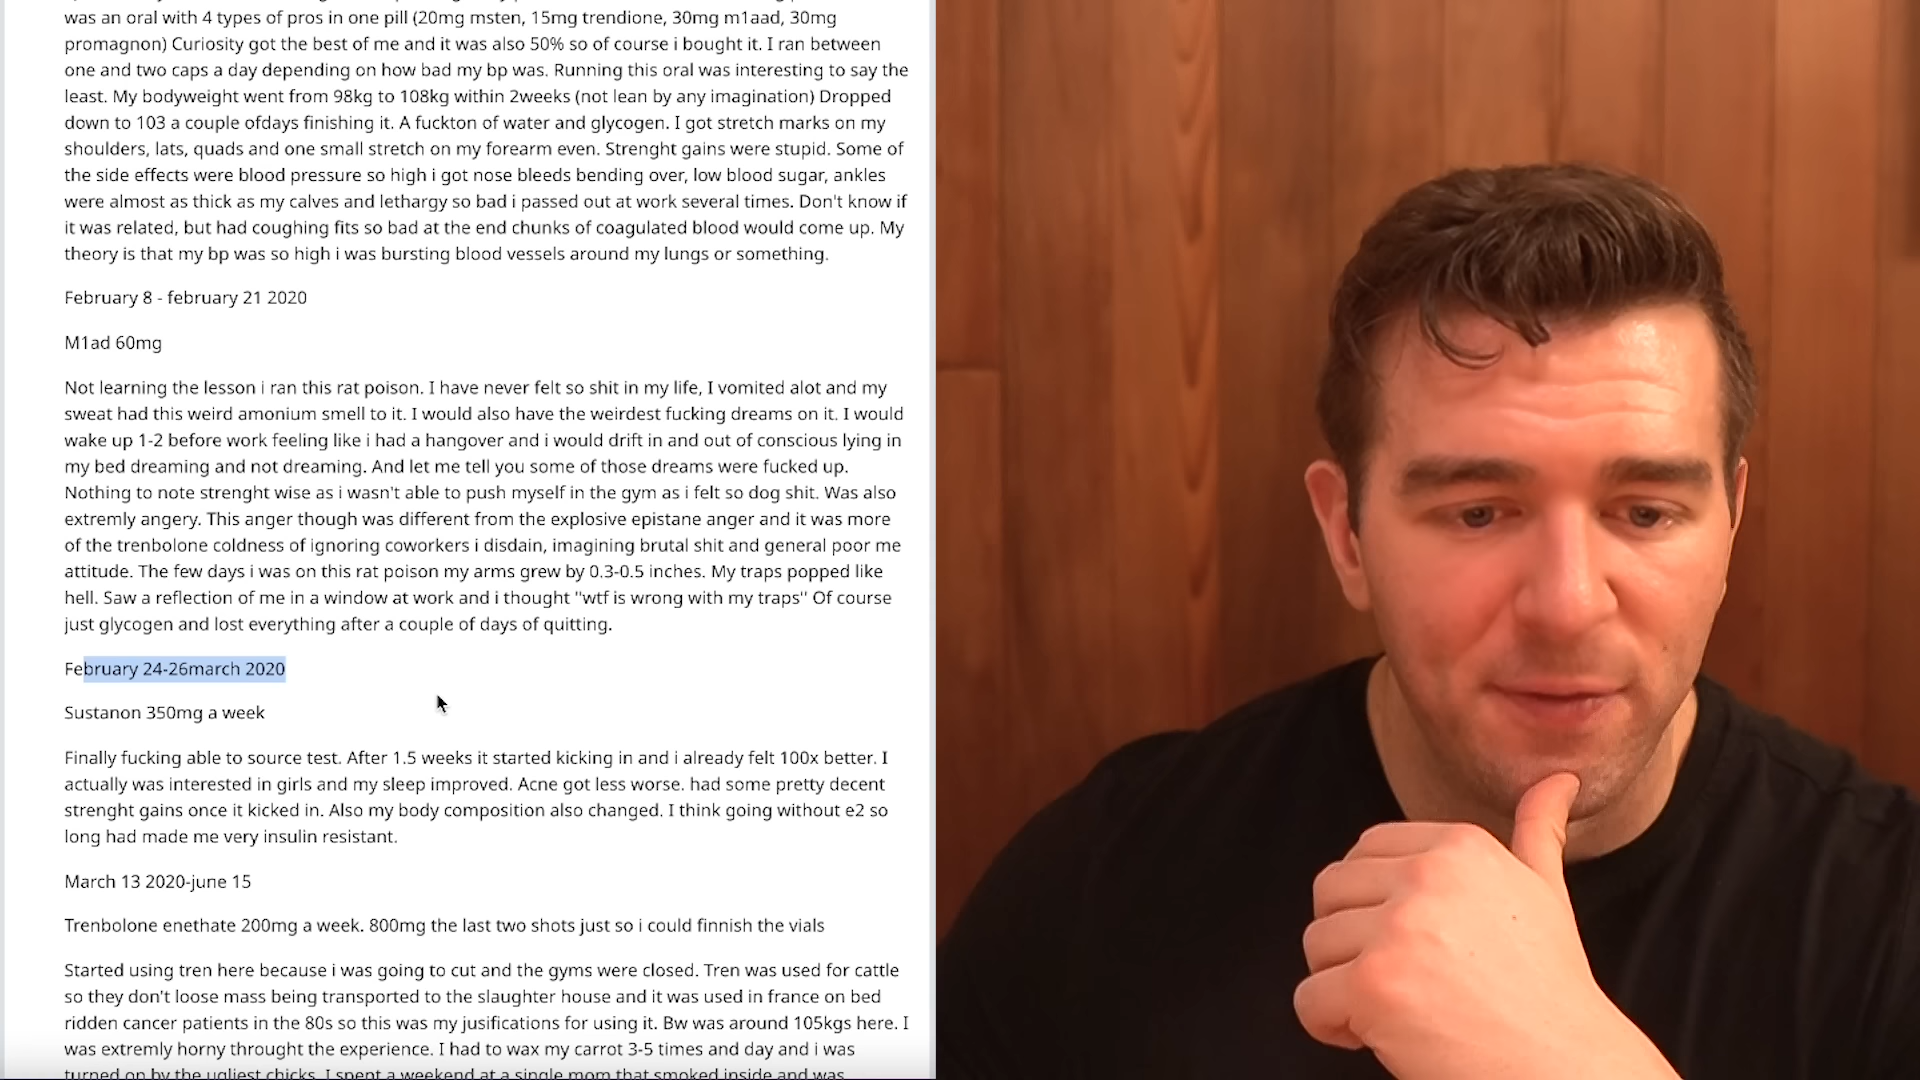 was an oral with 4 types of pros in one pill (20mg msten, 15mg trendione, 30mg m1aad, 30mg
promagnon) Curiosity got the best of me and it was also 50% so of course i bought it. I ran between
one and two caps a day depending on how bad my bp was. Running this oral was interesting to say the
least. My bodyweight went from 98kg to 108kg within 2weeks (not lean by any imagination) Dropped
down to 103 a couple ofdays finishing it. A fuckton of water and glycogen. I got stretch marks on my
shoulders, lats, quads and one small stretch on my forearm even. Strenght gains were stupid. Some of
the side effects were blood pressure so high i got nose bleeds bending over, low blood sugar, ankles
were almost as thick as my calves and lethargy so bad i passed out at work several times. Don't know if
it was related, but had coughing fits so bad at the end chunks of coagulated blood would come up. My
theory is that my bp was so high i was bursting blood vessels around my lungs or something.
February 8 - february 21 2020
M1ad 60mg
Not learning the lesson i ran this rat poison. I have never felt so shit in my life, I vomited alot and my
sweat had this weird amonium smell to it. I would also have the weirdest fucking dreams on it. I would
wake up 1-2 before work feeling like i had a hangover and i would drift in and out of conscious lying in
my bed dreaming and not dreaming. And let me tell you some of those dreams were fucked up.
Nothing to note strenght wise as i wasn't able to push myself in the gym as i felt so dog shit. Was also
extremly angery. This anger though was different from the explosive epistane anger and it was more
of the trenbolone coldness of ignoring coworkers i disdain, imagining brutal shit and general poor me
attitude. The few days i was on this rat poison my arms grew by 0.3-0.5 inches. My traps popped like
hell. Saw a reflection of me in a window at work and i thought "wtf is wrong with my traps" Of course
just glycogen and lost everything after a couple of days of quitting.
February 24-26march 2020
Sustanon 350mg a week
Finally fucking able to source test. After 1.5 weeks it started kicking in and i already felt 100x better. I
actually was interested in girls and my sleep improved. Acne got less worse. had some pretty decent
strenght gains once it kicked in. Also my body composition also changed. I think going without e2 so
long had made me very insulin resistant.
March 13 2020-june 15
Trenbolone enethate 200mg a week. 800mg the last two shots just so i could finnish the vials
Started using tren here because i was going to cut and the gyms were closed. Tren was used for cattle
so they don't loose mass being transported to the slaughter house and it was used in france on bed
ridden cancer patients in the 80s so this was my jusifications for using it. Bw was around 105kgs here. I
was extremly horny throught the experience. I had to wax my carrot 3-5 times and day and i was
turned on by the ugliest chicks. I spent a weekend at a single mom that smoked inside and was